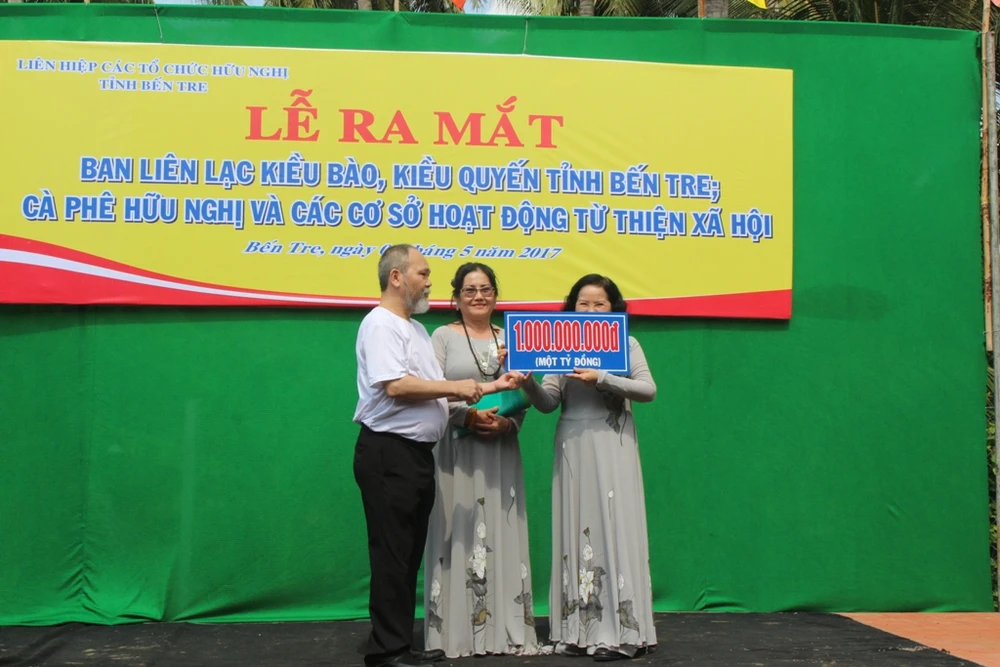 LIÊN HIỆP CÁC TỔ CHỨC HỮU NGHỊ
TỈNH BẾN TRE
LỄ RA MẮT
BAN LIÊN LẠC KIỀU BÀO, KIỀU QUYẾN TỈNH BẾN TRE;
CÀ PHÊ HỮU NGHỊ VÀ CÁC CƠ SỞ HOẠT ĐỘNG TỪ THIỆN XÃ HỘI
Bến Tre, ngày tháng 5 năm 2017
1.000.000.000đ
(MỘT TỶ ĐỒNG)